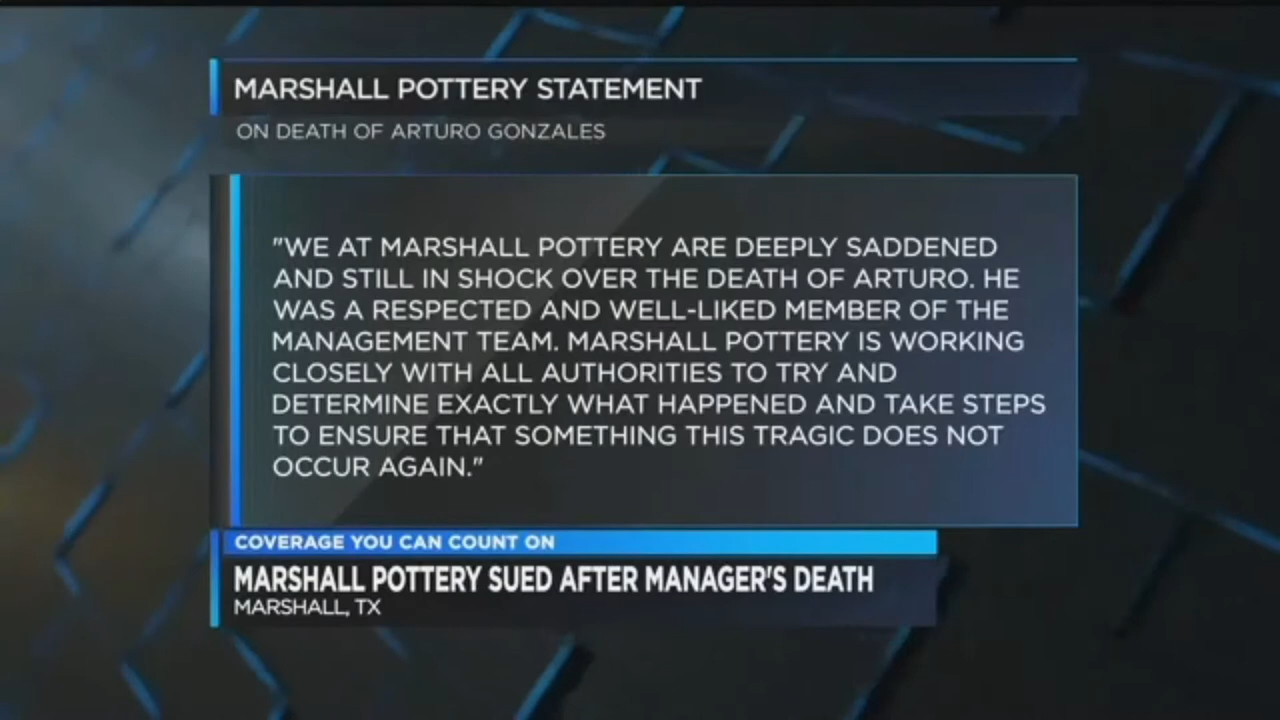 MARSHALL POTTERY STATEMENT
ON DEATH OF ARTURO GONZALES
"WE AT MARSHALL POTTERY ARE DEEPLY SADDENED
AND STILL IN SHOCK OVER THE DEATH OF ARTURO. HE
WAS A RESPECTED AND WELL-LIKED MEMBER OF THE
MANAGEMENT TEAM. MARSHALL POTTERY IS WORKING
CLOSELY WITH ALL AUTHORITIES TO TRY AND
DETERMINE EXACTLY WHAT HAPPENED AND TAKE STEPS
TO ENSURE THAT SOMETHING THIS TRAGIC DOES NOT
OCCUR AGAIN."
COVERAGE YOU CAN COUNT ON
MARSHALL POTTERY SUED AFTER MANAGER'S DEATH
MARSHALL, TX